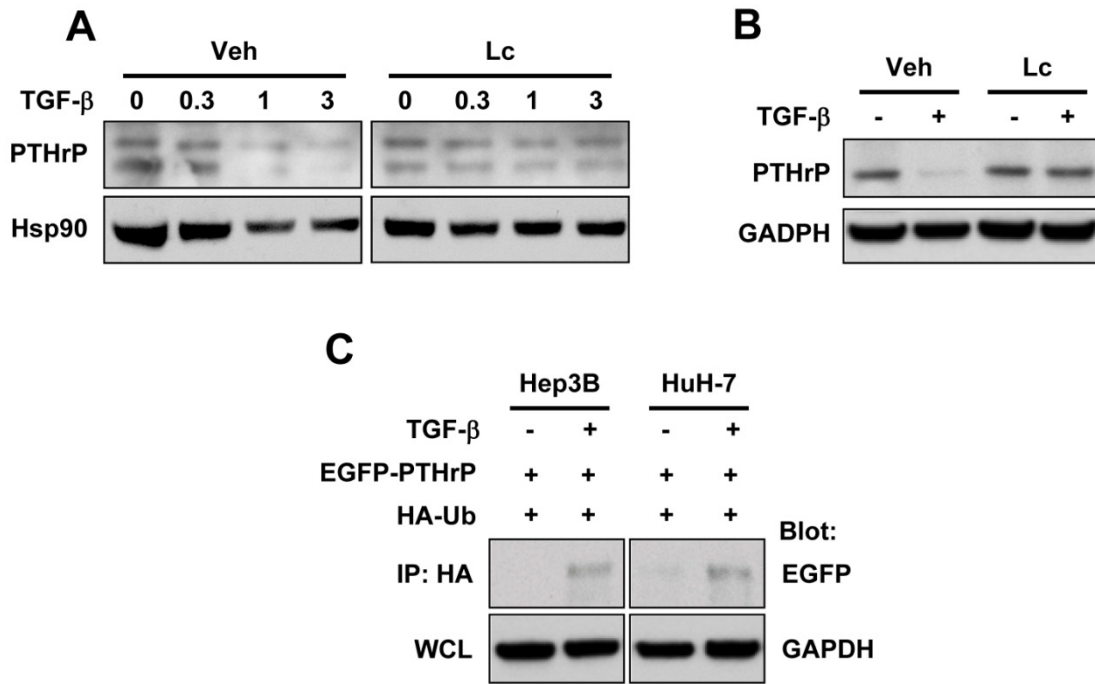 A
Veh Lc
TGF-β 0 0.3 1 3 0 0.3 1 3
PTHrP
Hsp90
B
Veh Lc
TGF-β - + - +
PTHrP
GADPH
C
Hep3B HuH-7
TGF-β - + - +
EGFP-PTHrP + + + +
HA-Ub + + + +
Blot:
IP: HA EGFP
WCL GAPDH